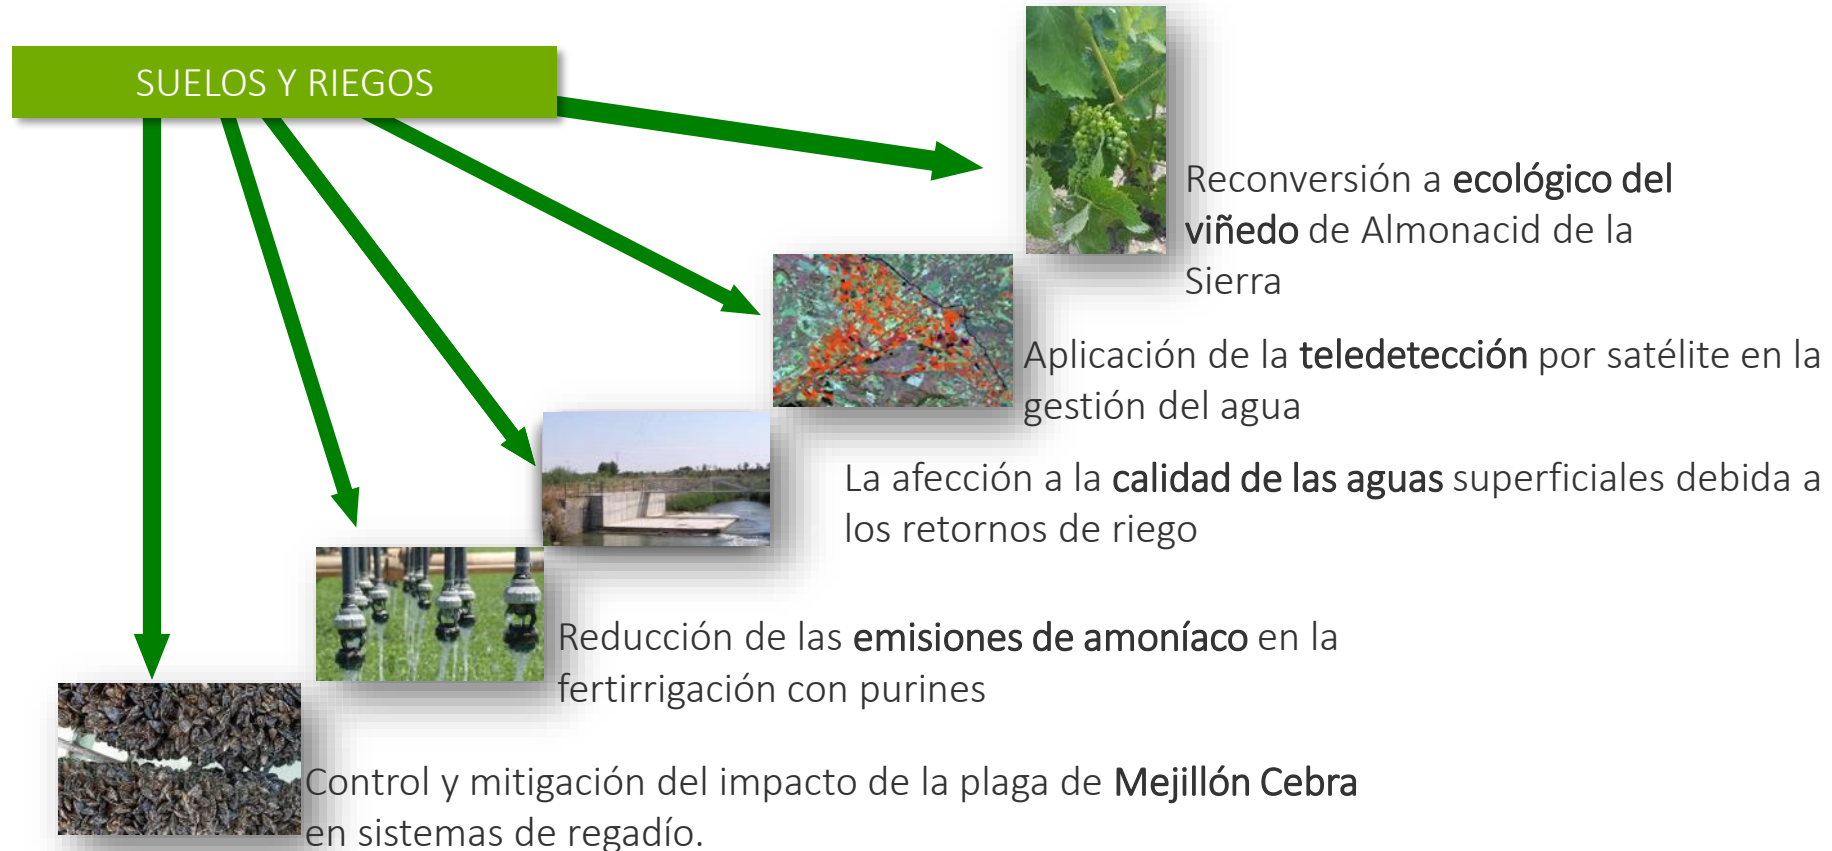 SUELOS Y RIEGOS
Reconversión a ecológico del
viñedo de Almonacid de la
Sierra
Aplicación de la teledetección por satélite en la
gestión del agua
La afección a la calidad de las aguas superficiales debida a
los retornos de riego
Reducción de las emisiones de amoníaco en la
fertirrigación con purines
Control y mitigación del impacto de la plaga de Mejillón Cebra
en sistemas de regadío.